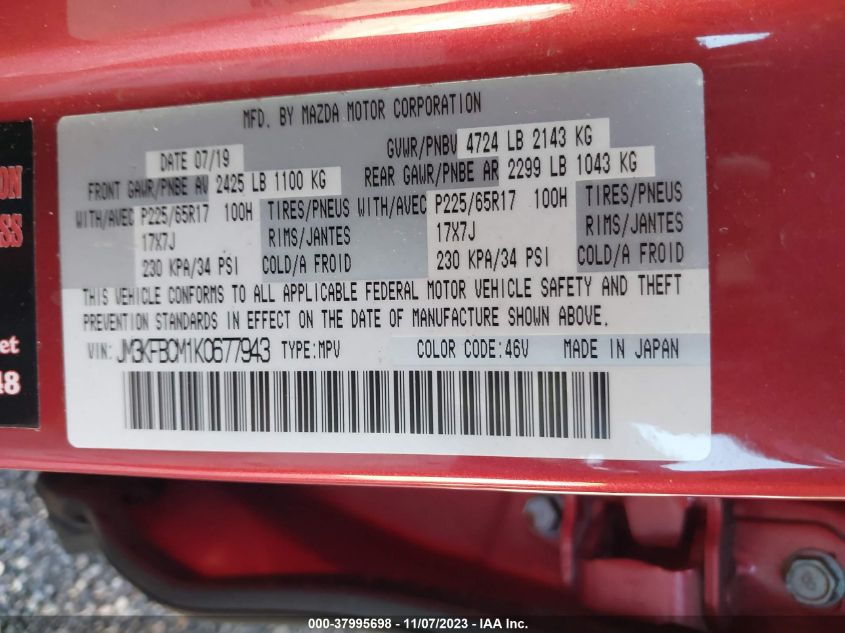 MFD. BY MAZDA MOTOR CORPORATION
DATE 07/19 GVWR/PNBV 4724 LB 2143 KG
FRONT GAWR/PNBE AV 2425 LB 1100 KG REAR GAWR/PNBE AR 2299 LB 1043 KG
WITH/AVEC P225/65R17 100H TIRES/PNEUS WITH/AVEC P225/65R17 100H TIRES/PNEUS
17X7J RIMS/JANTES 17X7J RIMS/JANTES
230 KPA/34 PSI COLD/A FROID 230 KPA/34 PSI COLD/A FROID
THIS VEHICLE CONFORMS TO ALL APPLICABLE FEDERAL MOTOR VEHICLE SAFETY AND THEFT
PREVENTION STANDARDS IN EFFECT ON THE DATE OF MANUFACTURE SHOWN ABOVE.
VIN: JM3KFBCM1K0677943 TYPE:MPV COLOR CODE:46V MADE IN JAPAN
ON
SS
et
48
000-37995698 - 11/07/2023 - IAA Inc.